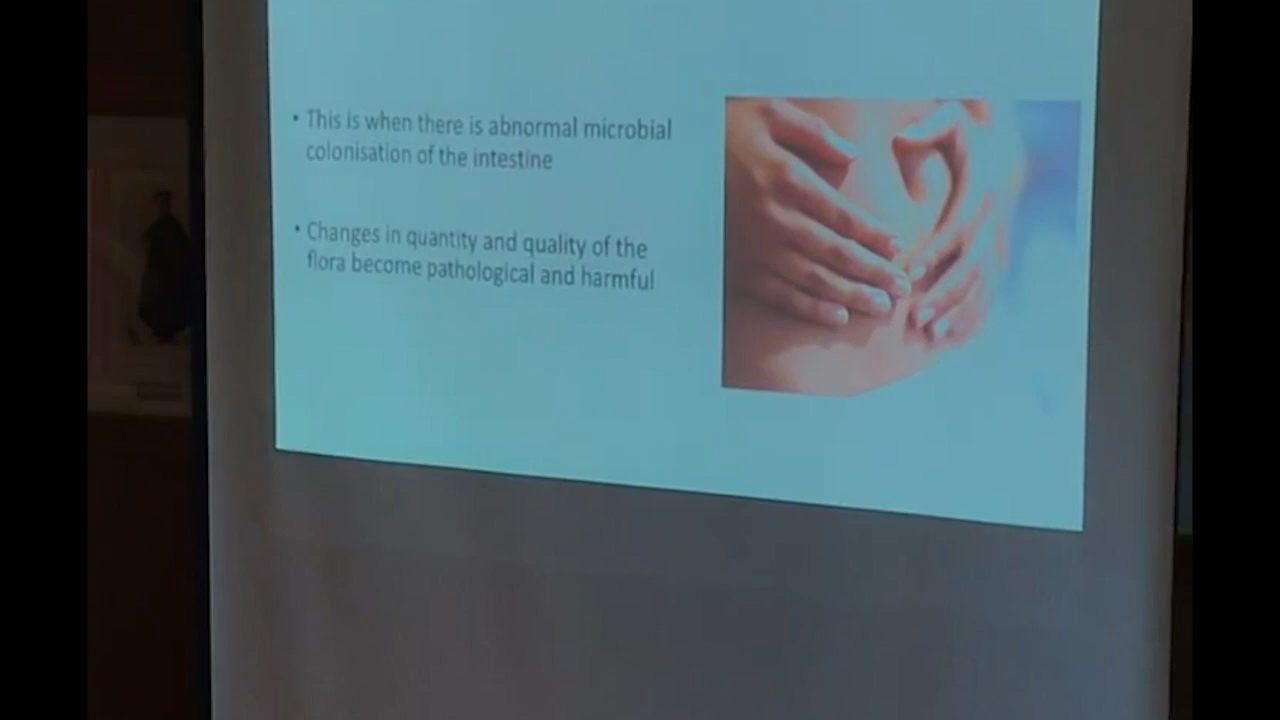 • This is when there is abnormal microbial
colonisation of the intestine
• Changes in quantity and quality of the
flora become pathological and harmful